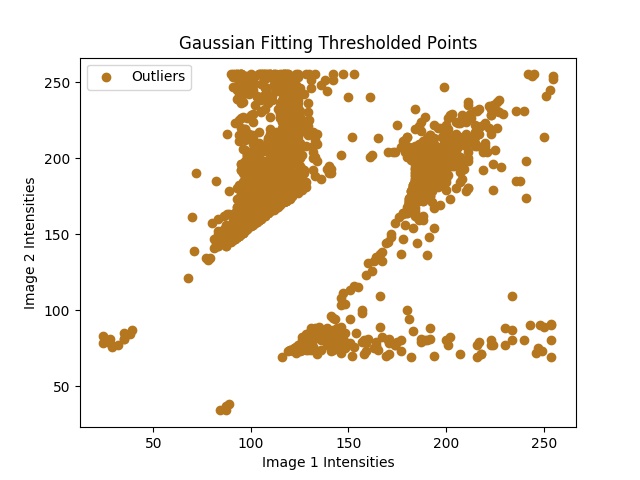 Gaussian Fitting Thresholded Points
Outliers
250
200
150
100
50
Image 2 Intensities
50
100
150
200
250
Image 1 Intensities